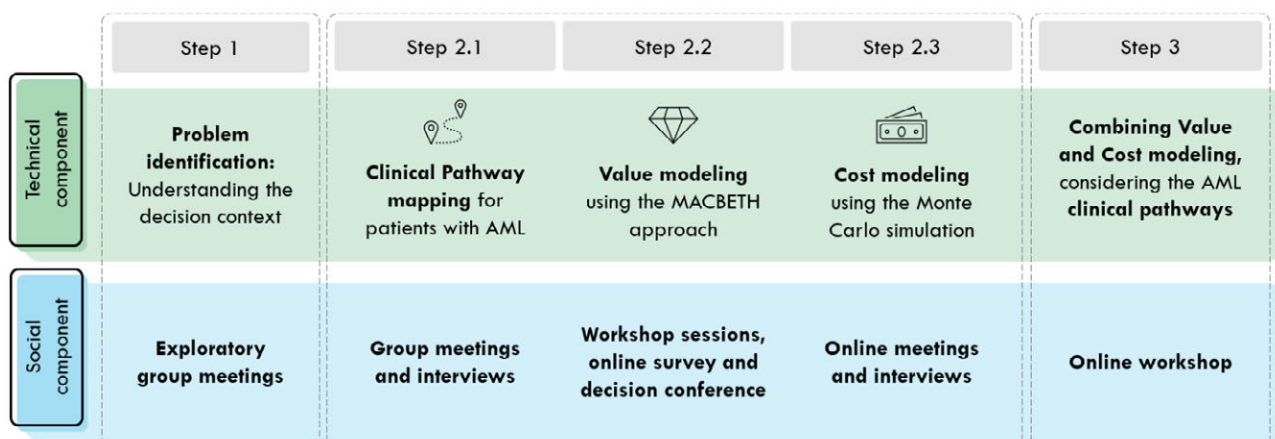 Step 1
Step 2.1
Step 2.2
Step 2.3
Step 3
Technical
component
Problem
identification:
Understanding the
decision context
Clinical Pathway
mapping for
patients with AML
Value modeling
using the MACBETH
approach
Cost modeling
using the Monte
Carlo simulation
Combining Value
and Cost modeling,
considering the AML
clinical pathways
Social
component
Exploratory
group meetings
Group meetings
and interviews
Workshop sessions,
online survey and
decision conference
Online meetings
and interviews
Online workshop